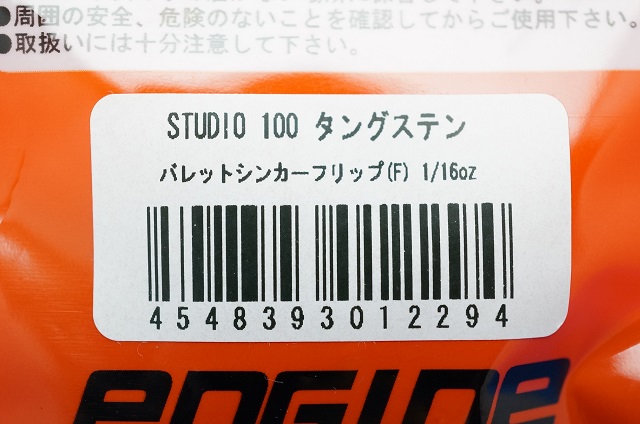 ●周囲の安全、危険のないことを確認してからご使用下さい。
●取扱いには十分注意して下さい。
STUDIO 100 タングステン
バレットシンカーフリップ(F) 1/16oz
4548393012294
engine